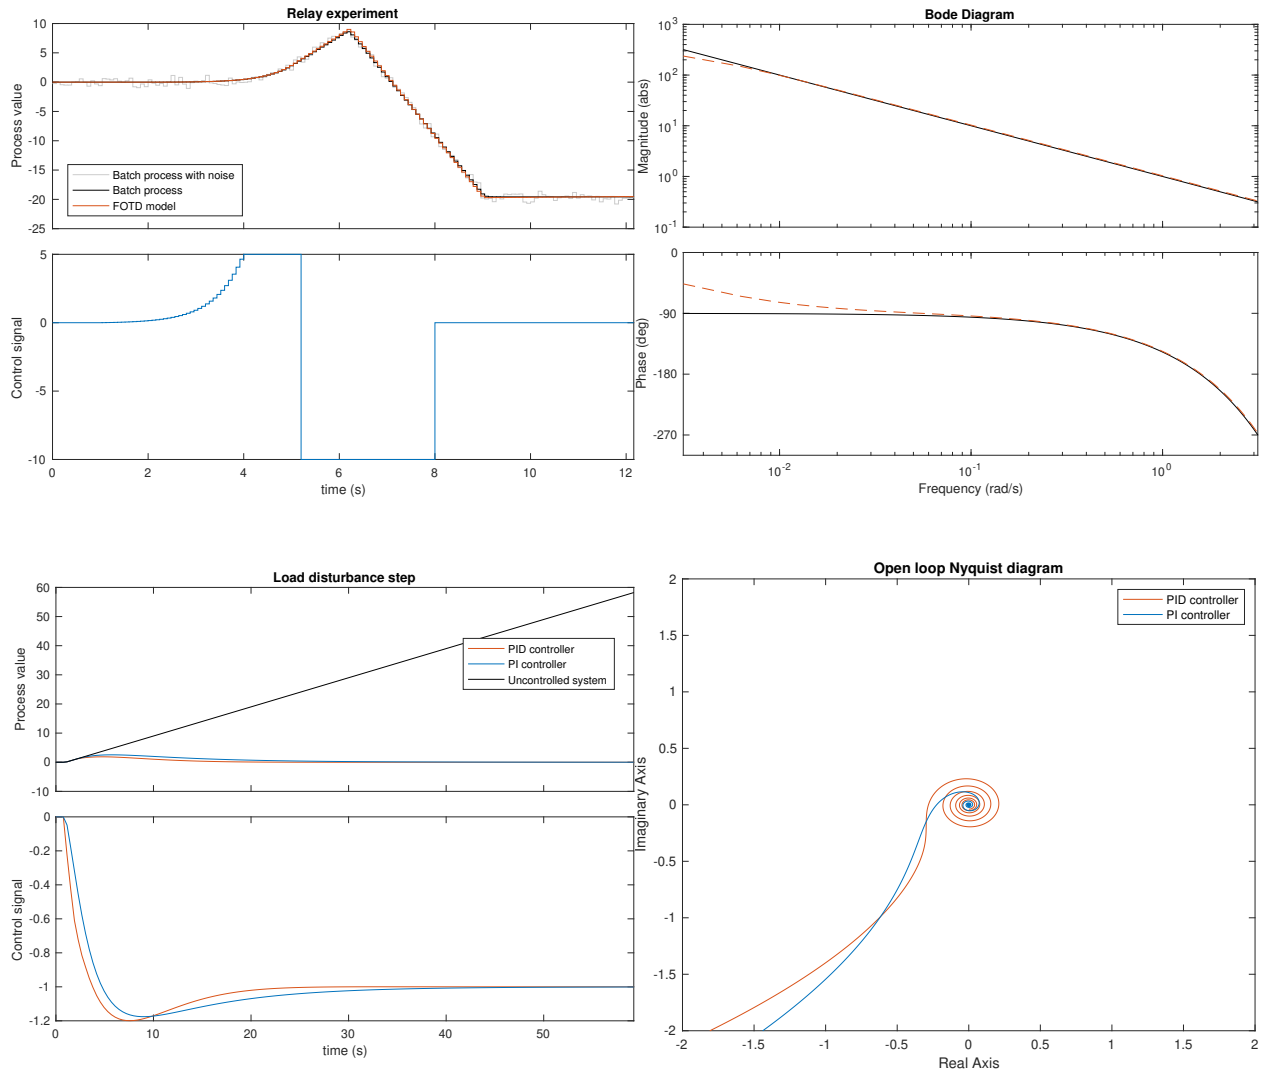 Relay experiment
10
5
0
-5
-10
-15
-20
-25
Process value
Batch process with noise
Batch process
FOTD model
5
0
-5
-10
Control signal
0 2 4 6 8 10 12
time (s)
Bode Diagram
10^3
10^2
10^1
10^0
10^-1
Magnitude (abs)
0
-90
-180
-270
Phase (deg)
10^-2 10^-1 10^0
Frequency (rad/s)
Load disturbance step
60
50
40
30
20
10
0
-10
Process value
PID controller
PI controller
Uncontrolled system
0
-0.2
-0.4
-0.6
-0.8
-1
-1.2
Control signal
0 10 20 30 40 50
time (s)
Open loop Nyquist diagram
2
1.5
1
0.5
0
-0.5
-1
-1.5
-2
Imaginary Axis
PID controller
PI controller
-2 -1.5 -1 -0.5 0 0.5 1 1.5 2
Real Axis